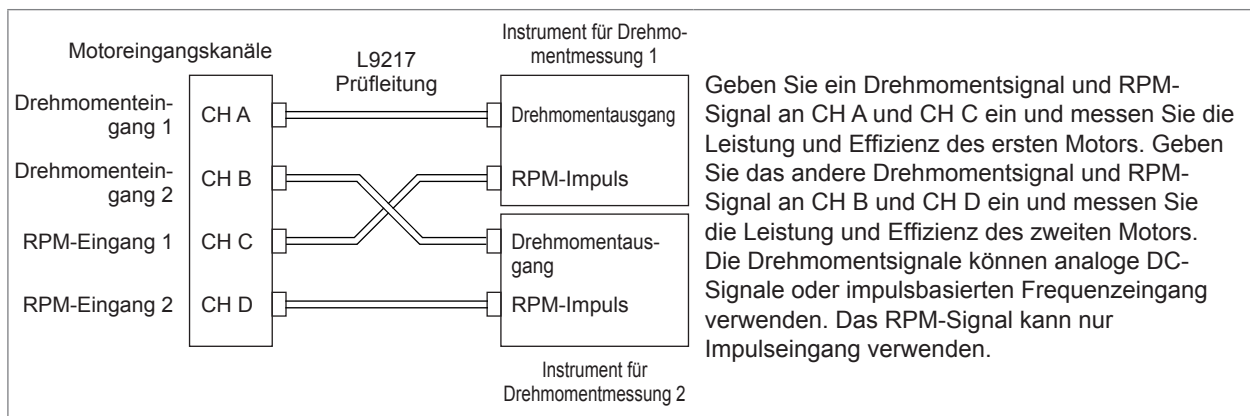 Motoreingangskanäle
L9217
Prüfleitung
Instrument für Drehmo-
mentmessung 1
Drehmomentein-
gang 1
CH A
Drehmomentausgang
Drehmomentein-
gang 2
CH B
RPM-Impuls
RPM-Eingang 1
CH C
Drehmomentaus-
gang
RPM-Eingang 2
CH D
RPM-Impuls
Instrument für
Drehmomentmessung 2
Geben Sie ein Drehmomentsignal und RPM-
Signal an CH A und CH C ein und messen Sie die
Leistung und Effizienz des ersten Motors. Geben
Sie das andere Drehmomentsignal und RPM-
Signal an CH B und CH D ein und messen Sie
die Leistung und Effizienz des zweiten Motors.
Die Drehmomentsignale können analoge DC-
Signale oder impulsbasierten Frequenzeingang
verwenden. Das RPM-Signal kann nur
Impulseingang verwenden.